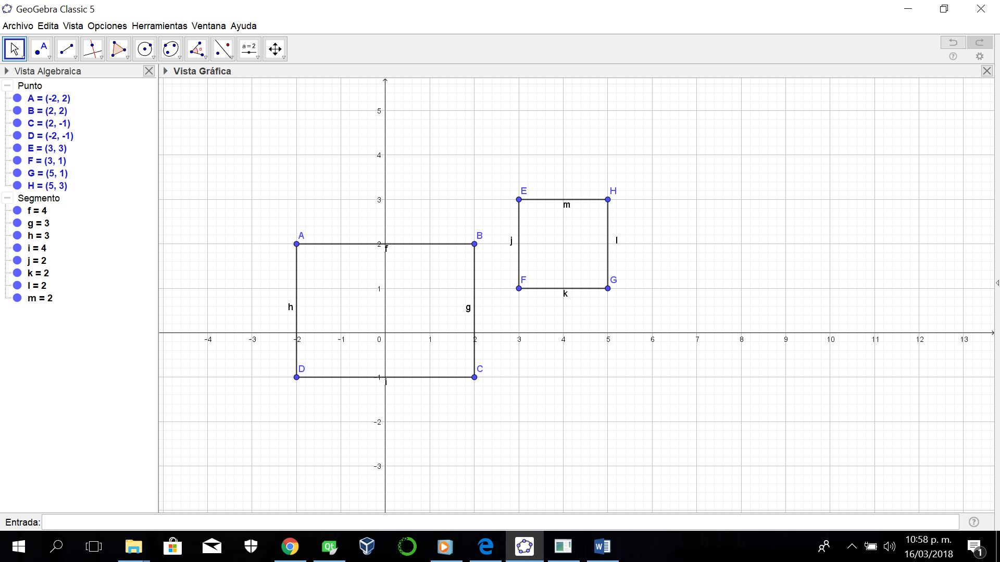 GeoGebra Classic 5
Archivo Edita Vista Opciones Herramientas Ventana Ayuda
A
α
a = 2
Vista Algebraica
Vista Gráfica
Punto
A = (-2, 2)
B = (2, 2)
C = (2, -1)
D = (-2, -1)
E = (3, 3)
F = (3, 1)
G = (5, 1)
H = (5, 3)
Segmento
f = 4
g = 3
h = 3
i = 4
j = 2
k = 2
l = 2
m = 2
5
4
E H
3
m
A B
j l
2
f
F G
1
k
h g
-4 -3 -2 -1 0 1 2 3 4 5 6 7 8 9 10 11 12 13
D C
-1
i
-2
-3
Entrada:
Qt
W
10:58 p. m.
16/03/2018
1